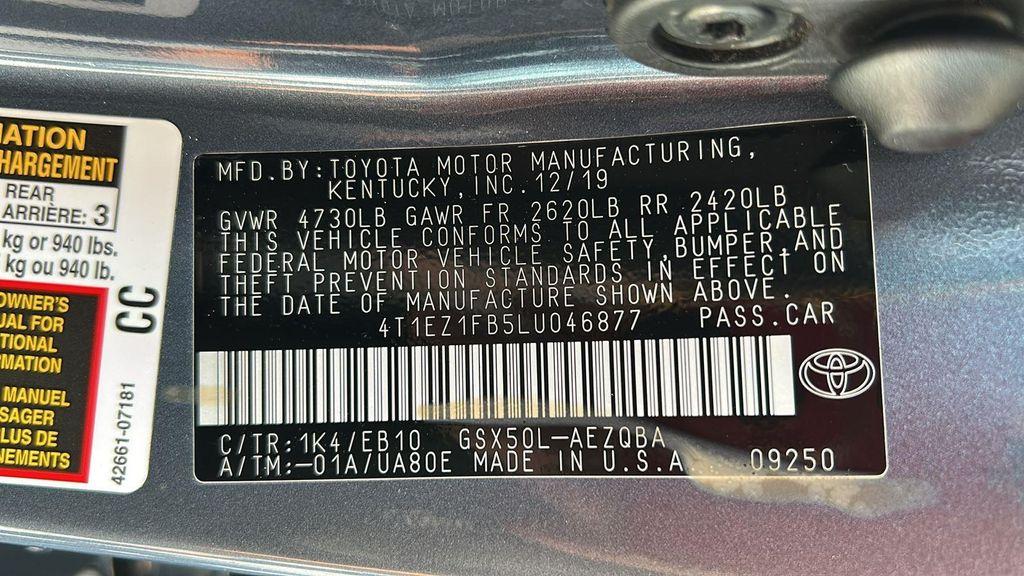 MATION
CHARGEMENT
REAR
ARRIÈRE: 3
kg or 940 lbs.
kg ou 940 lb.
OWNER'S
UAL FOR
TIONAL
RMATION
MANUEL
SAGER
LUS DE
NEMENTS
CC
42661-07181
MFD.BY:TOYOTA MOTOR MANUFACTURING,
KENTUCKY,INC.12/19
GVWR 4730LB GAWR FR 2620LB RR 2420LB
THIS VEHICLE CONFORMS TO ALL APPLICABLE
FEDERAL MOTOR VEHICLE SAFETY,BUMPER,AND
THEFT PREVENTION STANDARDS IN EFFECT ON
THE DATE OF MANUFACTURE SHOWN ABOVE.
4T1EZ1FB5LU046877 PASS.CAR
C/TR:1K4/EB10 GSX50L-AEZQBA
A/TM:-01A/UA80E MADE IN U.S.A. 09250